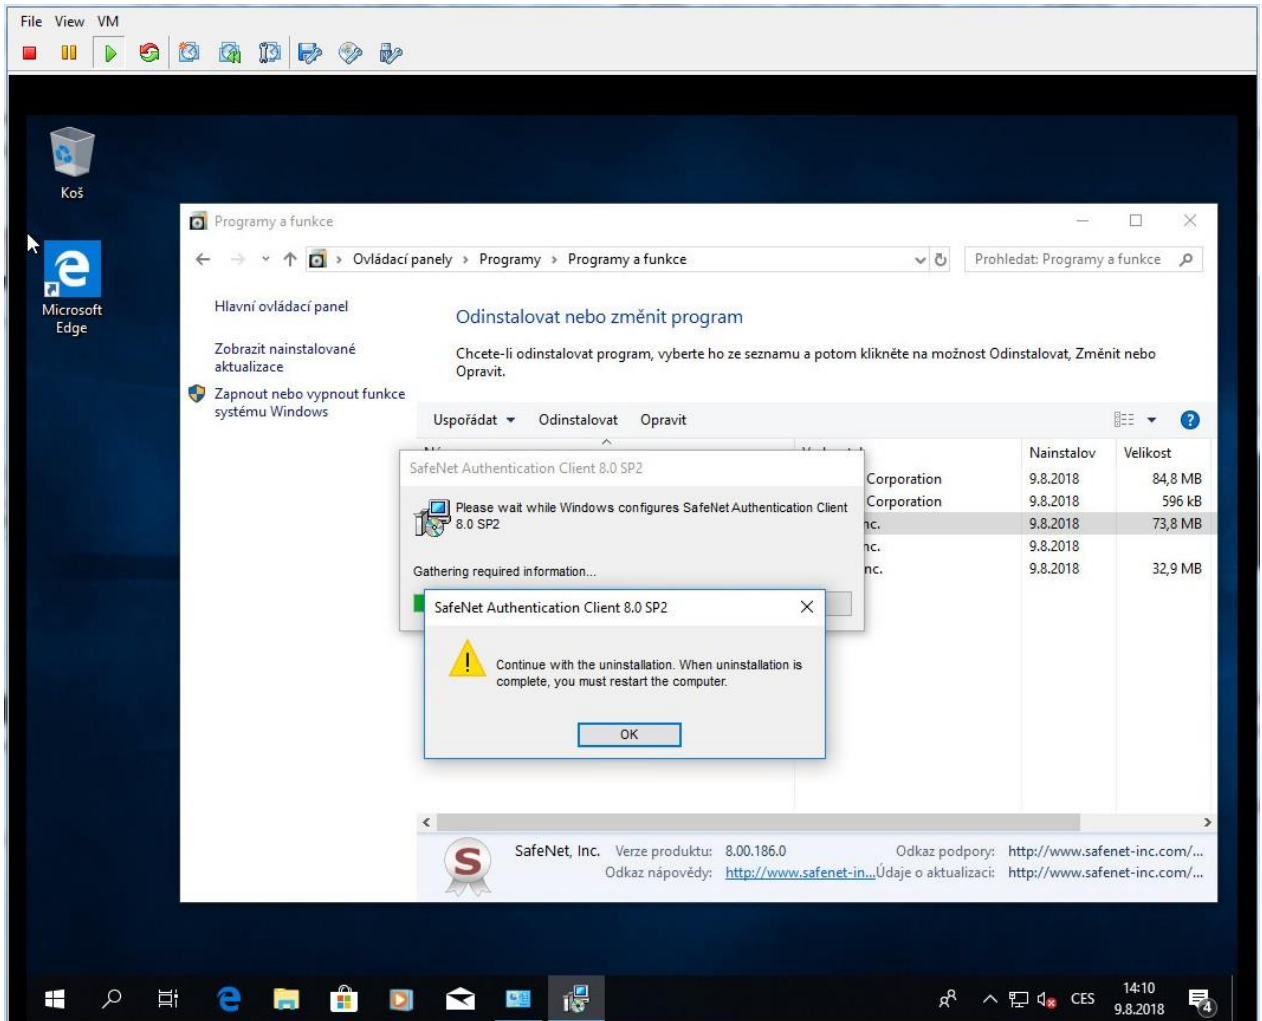 File View VM
Koš
Microsoft
Edge
Programy a funkce
Ovládací panely > Programy > Programy a funkce
Prohledat: Programy a funkce
Hlavní ovládací panel
Zobrazit nainstalované
aktualizace
Zapnout nebo vypnout funkce
systému Windows
Odinstalovat nebo změnit program
Chcete-li odinstalovat program, vyberte ho ze seznamu a potom klikněte na možnost Odinstalovat, Změnit nebo
Opravit.
Uspořádat Odinstalovat Opravit
Nainstalov Velikost
Corporation 9.8.2018 84,8 MB
Corporation 9.8.2018 596 kB
nc. 9.8.2018 73,8 MB
nc. 9.8.2018
nc. 9.8.2018 32,9 MB
SafeNet Authentication Client 8.0 SP2
Please wait while Windows configures SafeNet Authentication Client
8.0 SP2
Gathering required information...
SafeNet Authentication Client 8.0 SP2
Continue with the uninstallation. When uninstallation is
complete, you must restart the computer.
OK
S
SafeNet, Inc. Verze produktu: 8.00.186.0 Odkaz podpory: http://www.safenet-inc.com/...
Odkaz nápovědy: http://www.safenet-in... Údaje o aktualizaci: http://www.safenet-inc.com/...
CES
14:10
9.8.2018
4